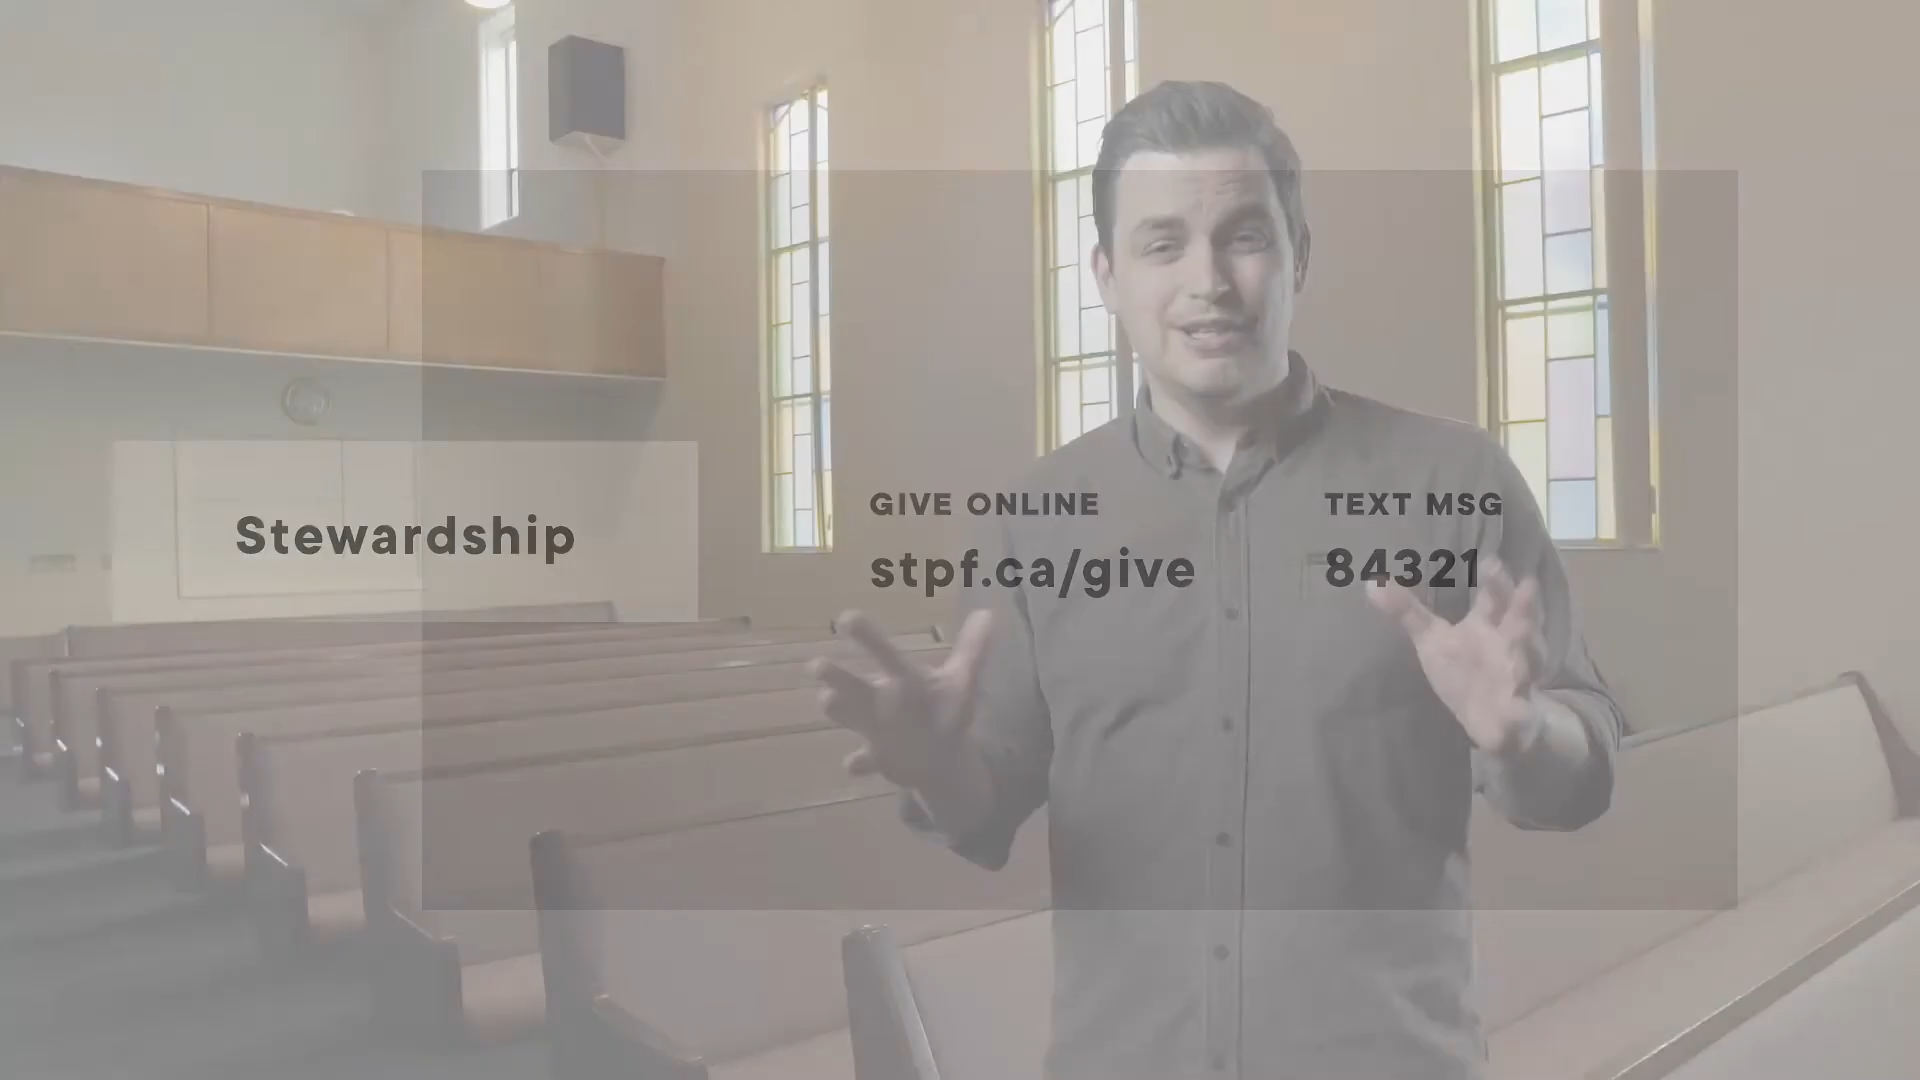 Stewardship
GIVE ONLINE
stpf.ca/give
TEXT MSG
84321